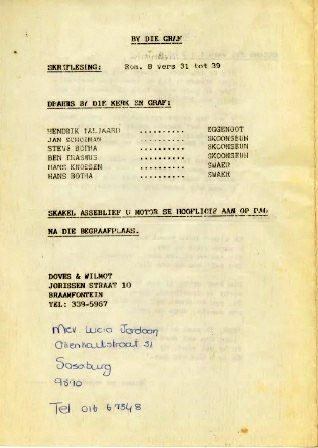 BY DIE GRAF
SKRIFLESING: Rom. 8 vers 31 tot 39
DRAERS BY DIE KERK EN GRAF:
HENDRIK TALJAARD .......... EGGENOOT
JAN SCHOEMAN .......... SKOONSEUN
STEVE BOTHA .......... SKOONSEUN
BEN ERASMUS .......... SKOONSEUN
HANS KNOESEN .......... SWAER
HANS BOTHA .......... SWAER
SKAKEL ASSEBLIEF U MOTOR SE HOOFLIGTE AAN OP PAD
NA DIE BEGRAAFPLAAS.
DOVES & WILMOT
JORISSEN STRAAT 10
BRAAMFONTEIN
TEL: 339-5967
Mev. Lucia Jordaan
31
Sasolburg
9570
Tel 016 67548